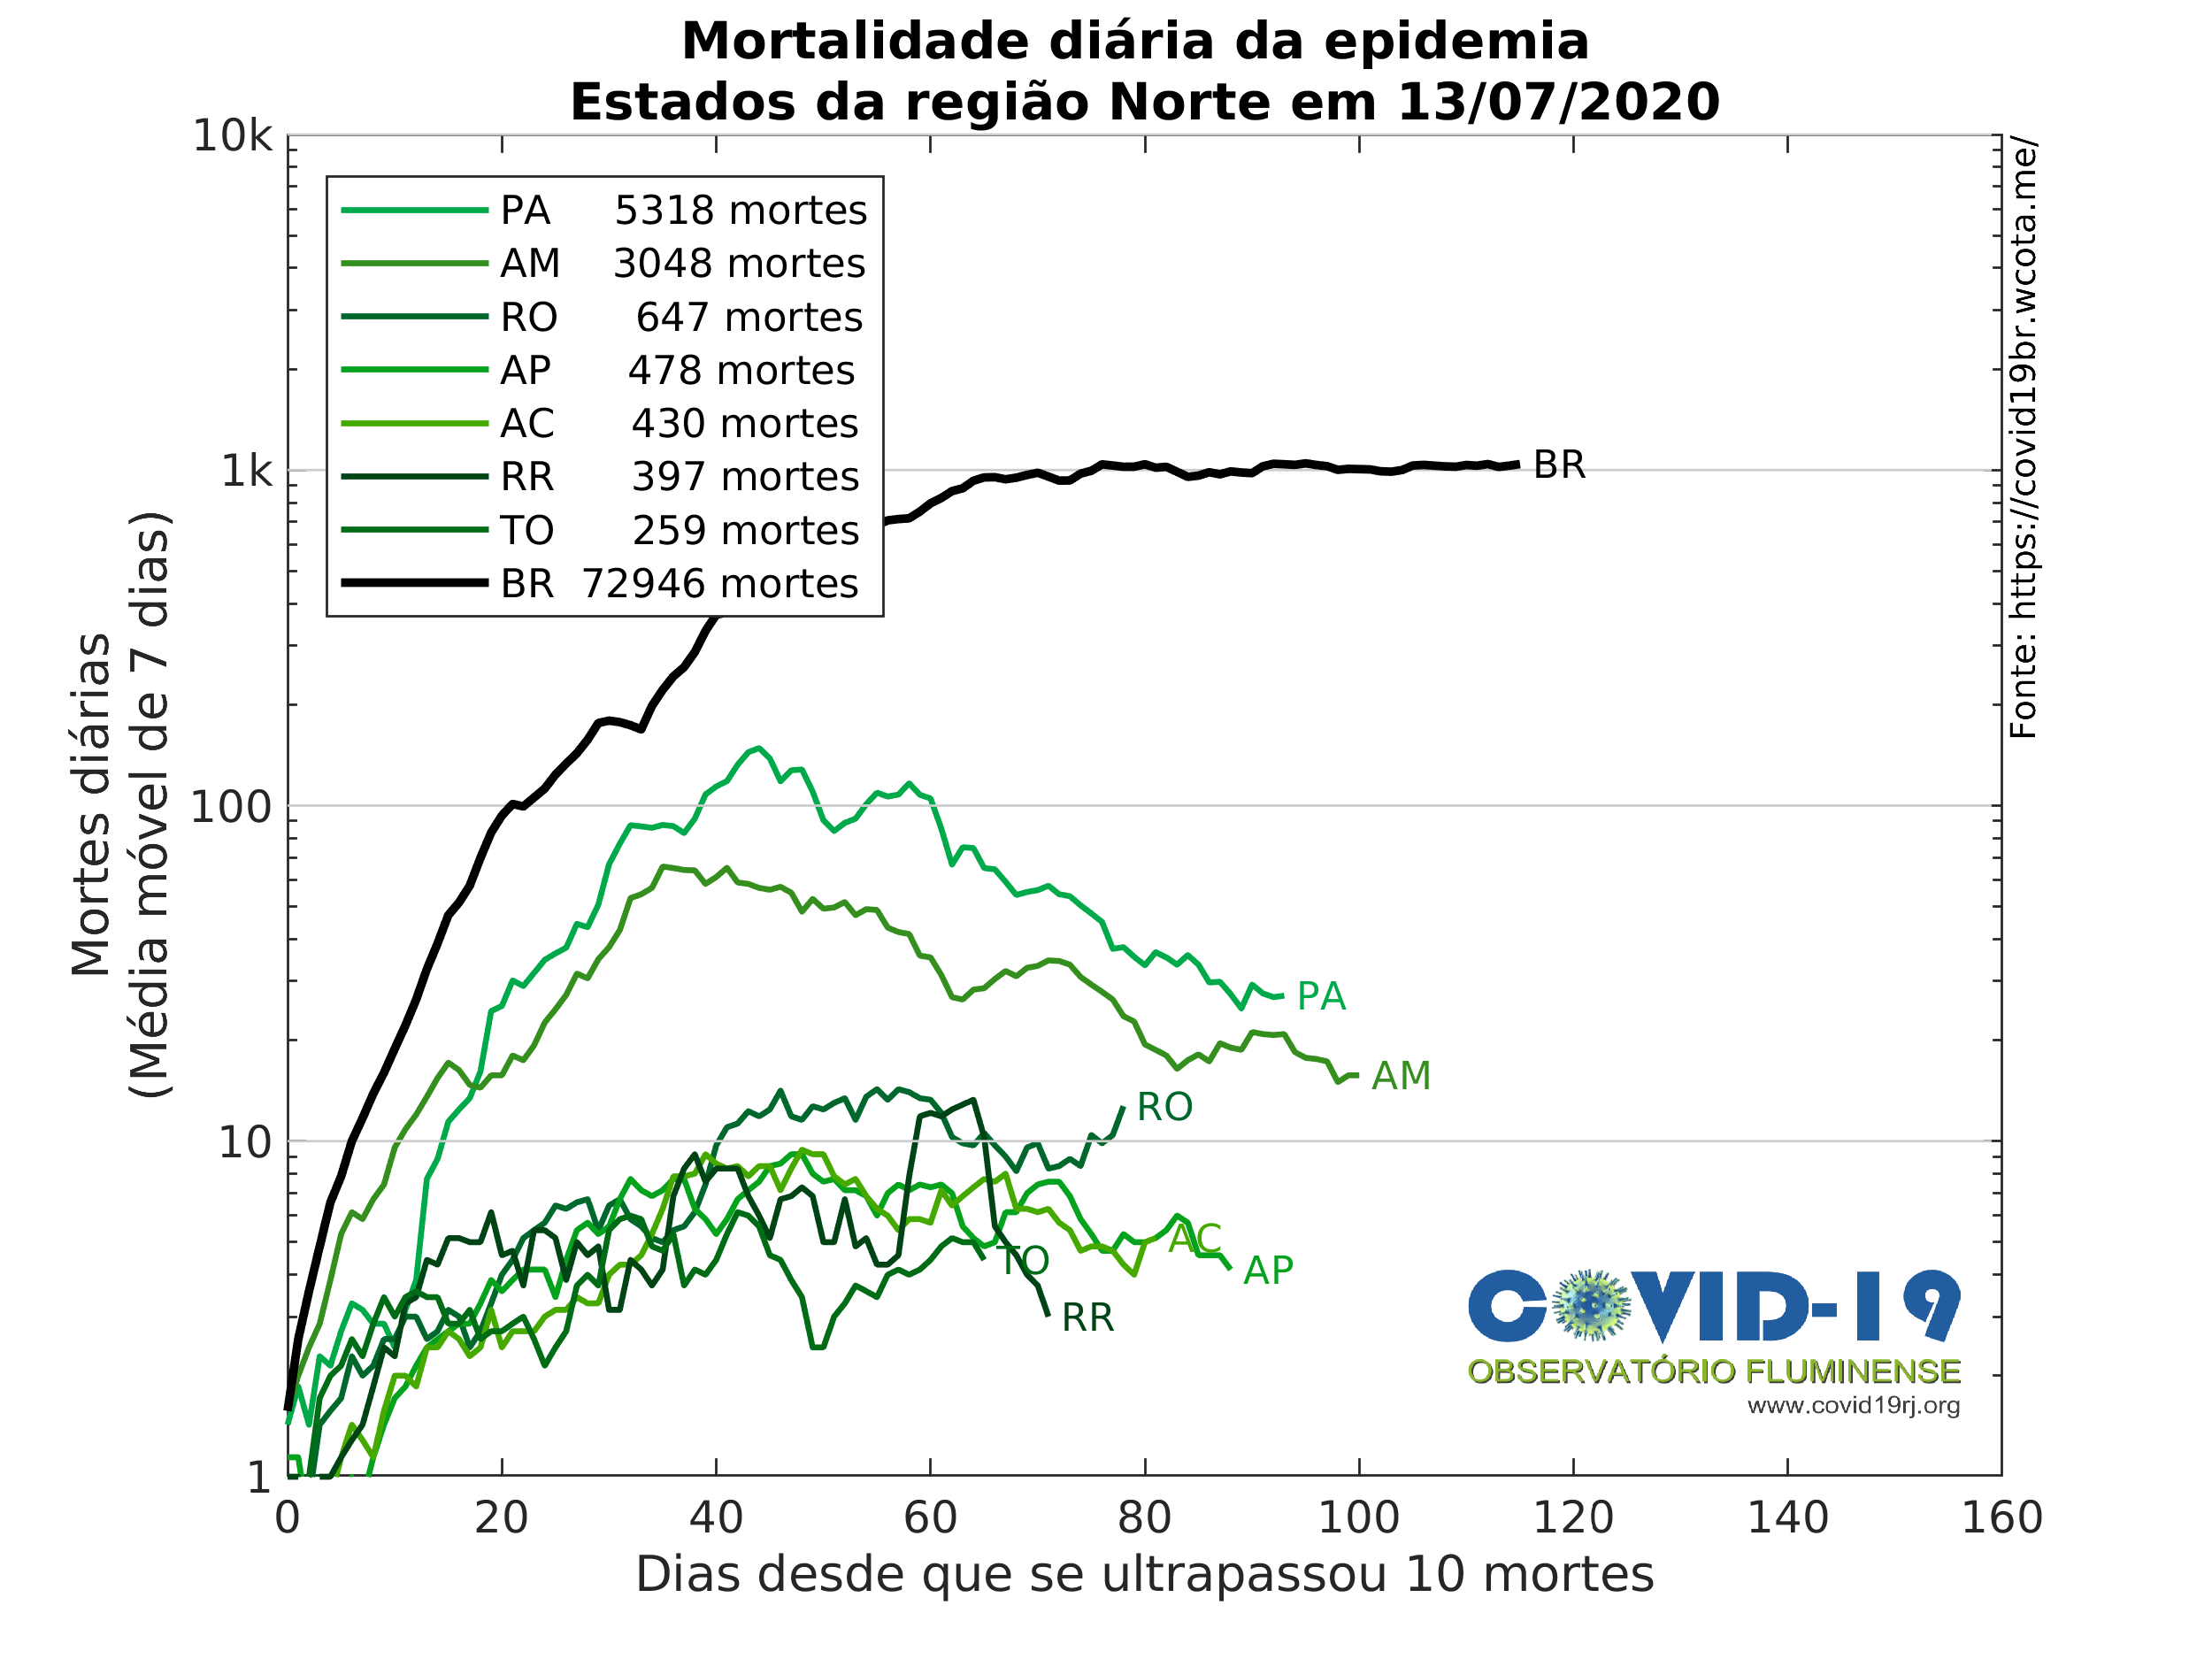 Mortalidade diária da epidemia
Estados da região Norte em 13/07/2020
10k
1k
100
10
1
Mortes diárias
(Média móvel de 7 dias)
PA 5318 mortes
AM 3048 mortes
RO 647 mortes
AP 478 mortes
AC 430 mortes
RR 397 mortes
TO 259 mortes
BR 72946 mortes
BR
PA
AM
RO
AC
TO
AP
RR
Fonte: https://covid19br.wcota.me/
COVID-19
OBSERVATÓRIO FLUMINENSE
www.covid19rj.org
0 20 40 60 80 100 120 140 160
Dias desde que se ultrapassou 10 mortes